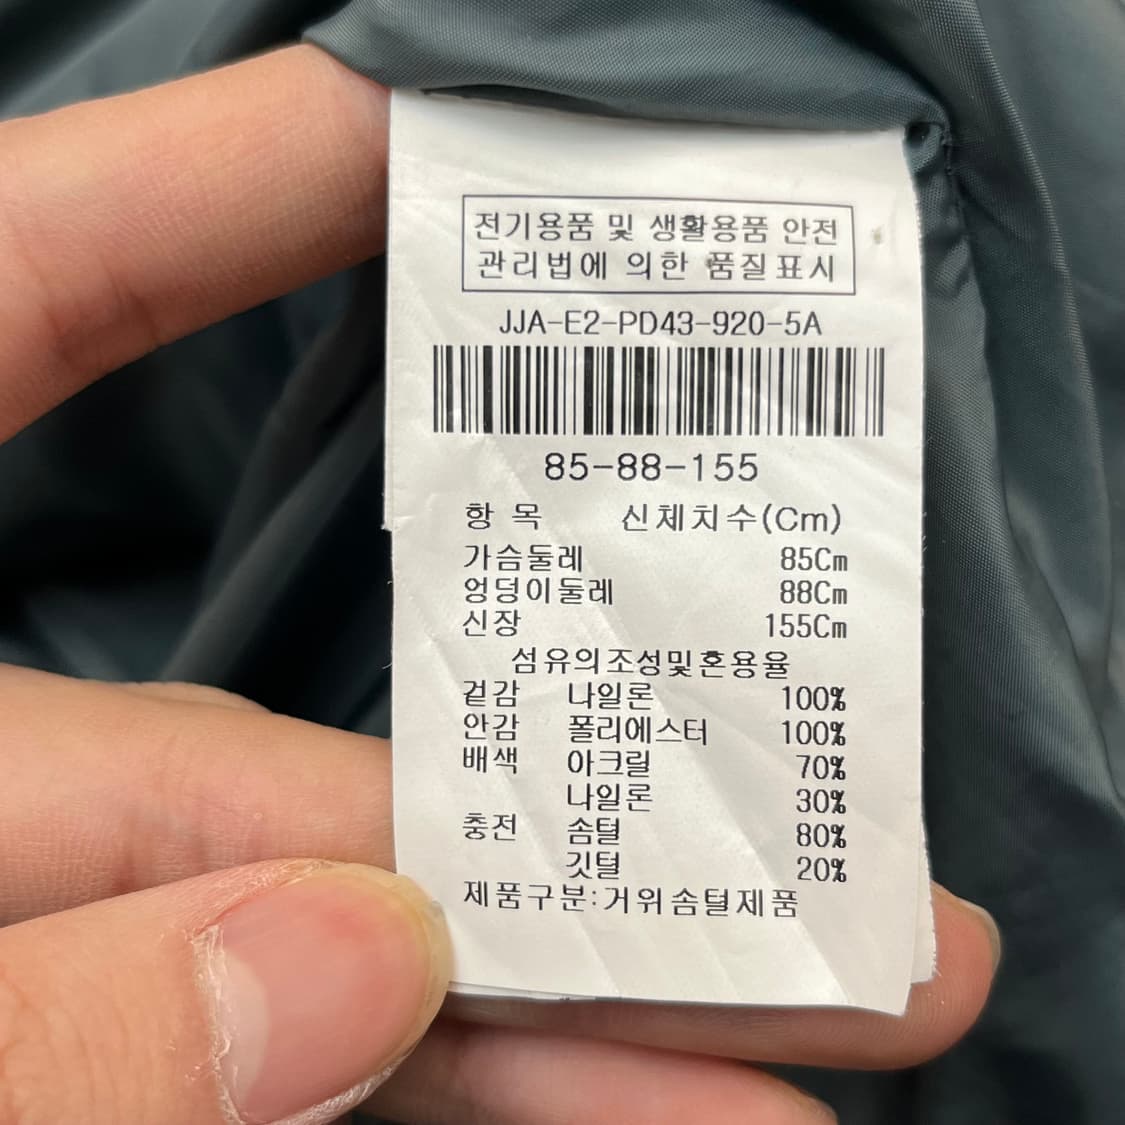 전기용품 및 생활용품 안전
관리법에 의한 품질표시
JJA-E2-PD43-920-5A
85-88-155
항 목 신체치수(Cm)
가슴둘레 85Cm
엉덩이둘레 88Cm
신장 155Cm
섬유의조성및혼용율
겉감 나일론 100%
안감 폴리에스터 100%
배색 아크릴 70%
나일론 30%
충전 솜털 80%
깃털 20%
제품구분:거위솜털제품